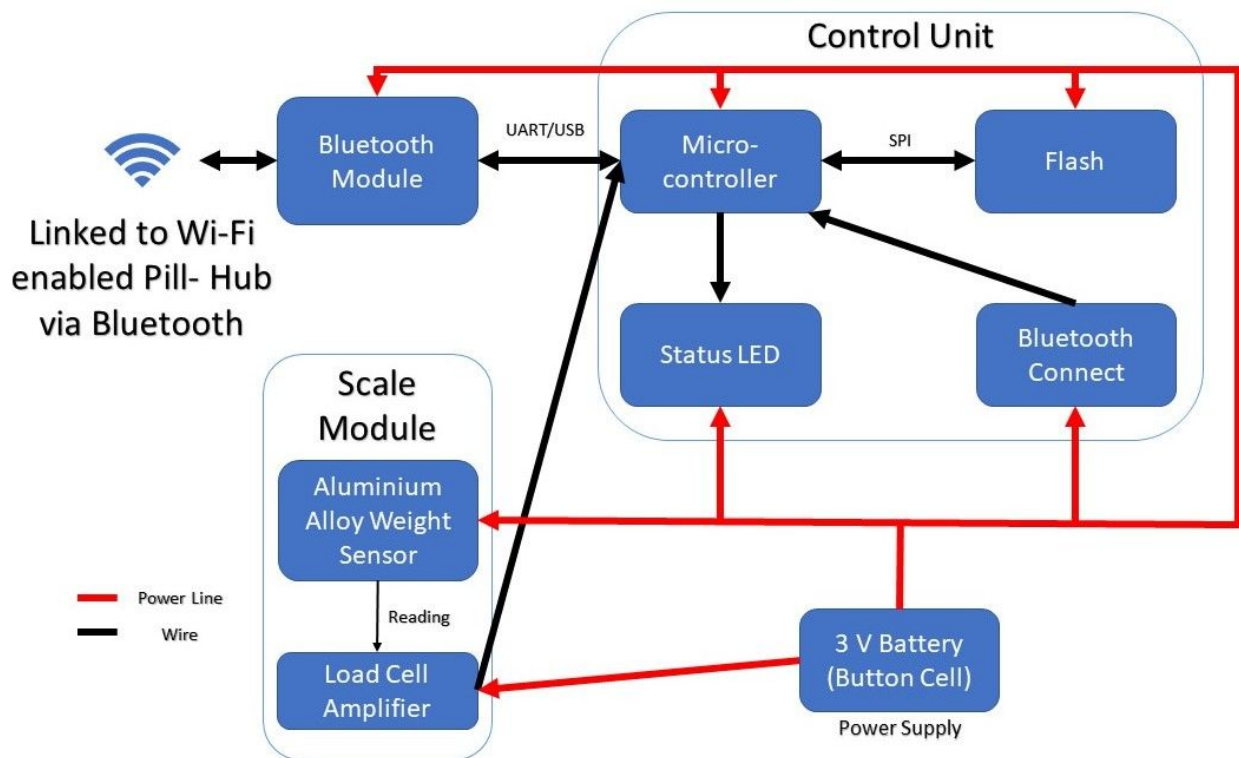 Control Unit
Bluetooth
Module
UART/USB
Micro-
controller
SPI
Flash
Linked to Wi-Fi
enabled Pill- Hub
via Bluetooth
Status LED
Bluetooth
Connect
Scale
Module
Aluminium
Alloy Weight
Sensor
Reading
Load Cell
Amplifier
Power Line
Wire
3 V Battery
(Button Cell)
Power Supply